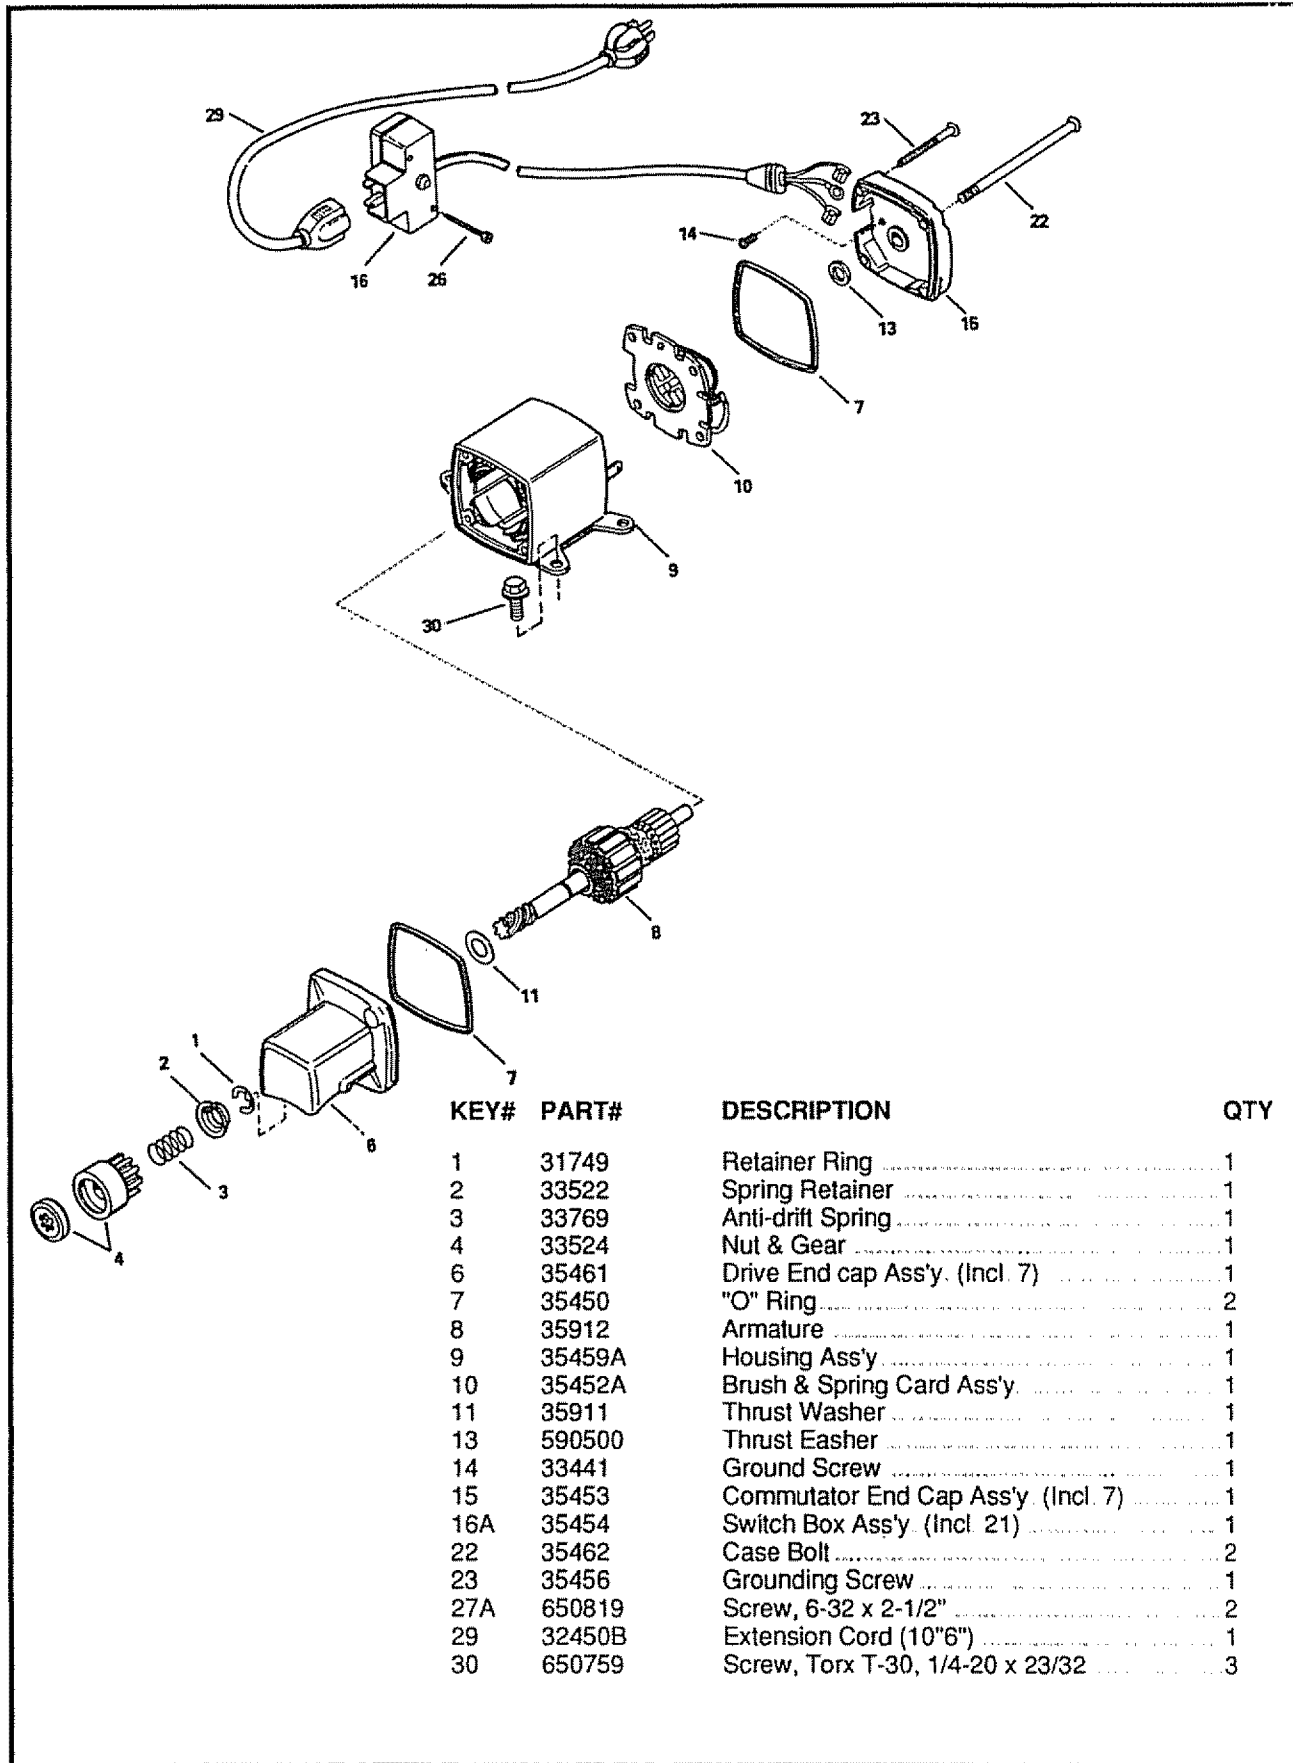 29
23
22
14
16
26
13
15
7
10
9
30
8
11
7
1
2
6
3
4
KEY# PART# DESCRIPTION QTY
1 31749 Retainer Ring 1
2 33522 Spring Retainer 1
3 33769 Anti-drift Spring 1
4 33524 Nut & Gear 1
6 35461 Drive End cap Ass'y. (Incl. 7) 1
7 35450 "O" Ring 2
8 35912 Armature 1
9 35459A Housing Ass'y 1
10 35452A Brush & Spring Card Ass'y. 1
11 35911 Thrust Washer 1
13 590500 Thrust Easher 1
14 33441 Ground Screw 1
15 35453 Commutator End Cap Ass'y. (Incl. 7) 1
16A 35454 Switch Box Ass'y. (Incl. 21) 1
22 35462 Case Bolt 2
23 35456 Grounding Screw 1
27A 650819 Screw, 6-32 x 2-1/2" 2
29 32450B Extension Cord (10"6") 1
30 650759 Screw, Torx T-30, 1/4-20 x 23/32 3